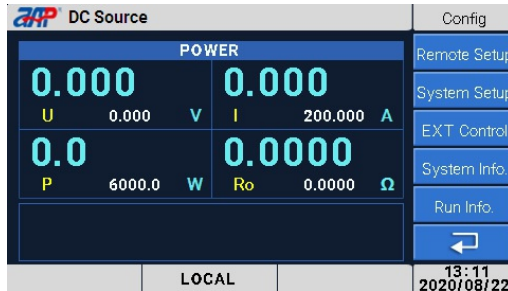 AAP DC Source
Config
POWER
0.000
0.000
U 0.000 V
I 200.000 A
0.0
0.0000
P 6000.0 W
Ro 0.0000 Ω
Remote Setup
System Setup
EXT Control
System Info.
Run Info.
LOCAL
13:11
2020/08/22